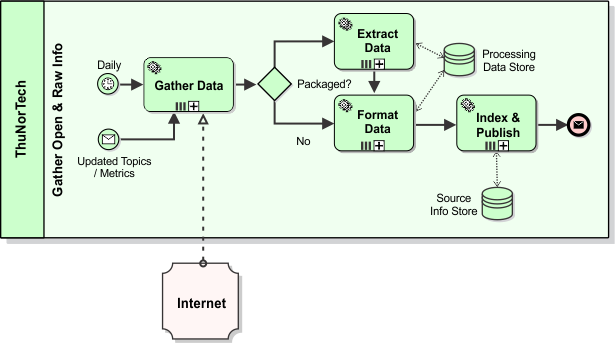 ThuNorTech
Gather Open & Raw Info
Daily
Updated Topics
/ Metrics
Gather Data
Packaged?
No
Extract
Data
Format
Data
Processing
Data Store
Index &
Publish
Source
Info Store
Internet